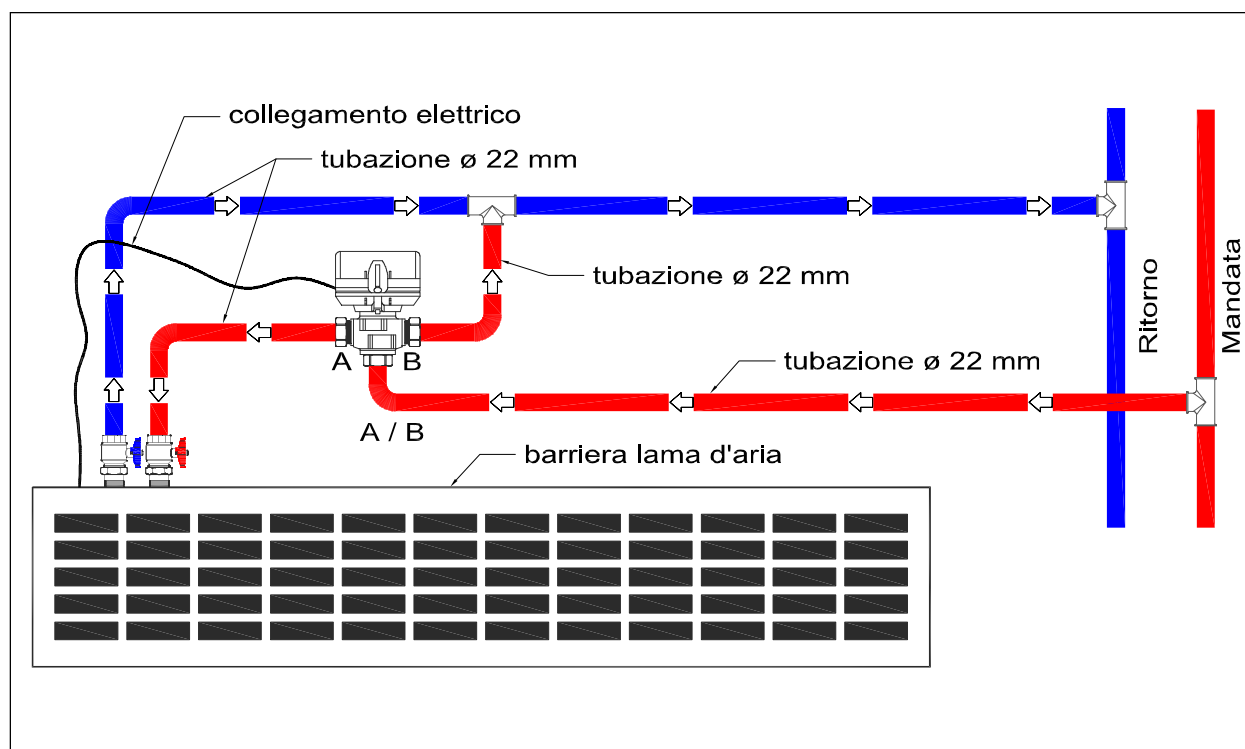 collegamento elettrico
tubazione ø 22 mm
tubazione ø 22 mm
Ritorno
Mandata
A
B
tubazione ø 22 mm
A / B
barriera lama d'aria